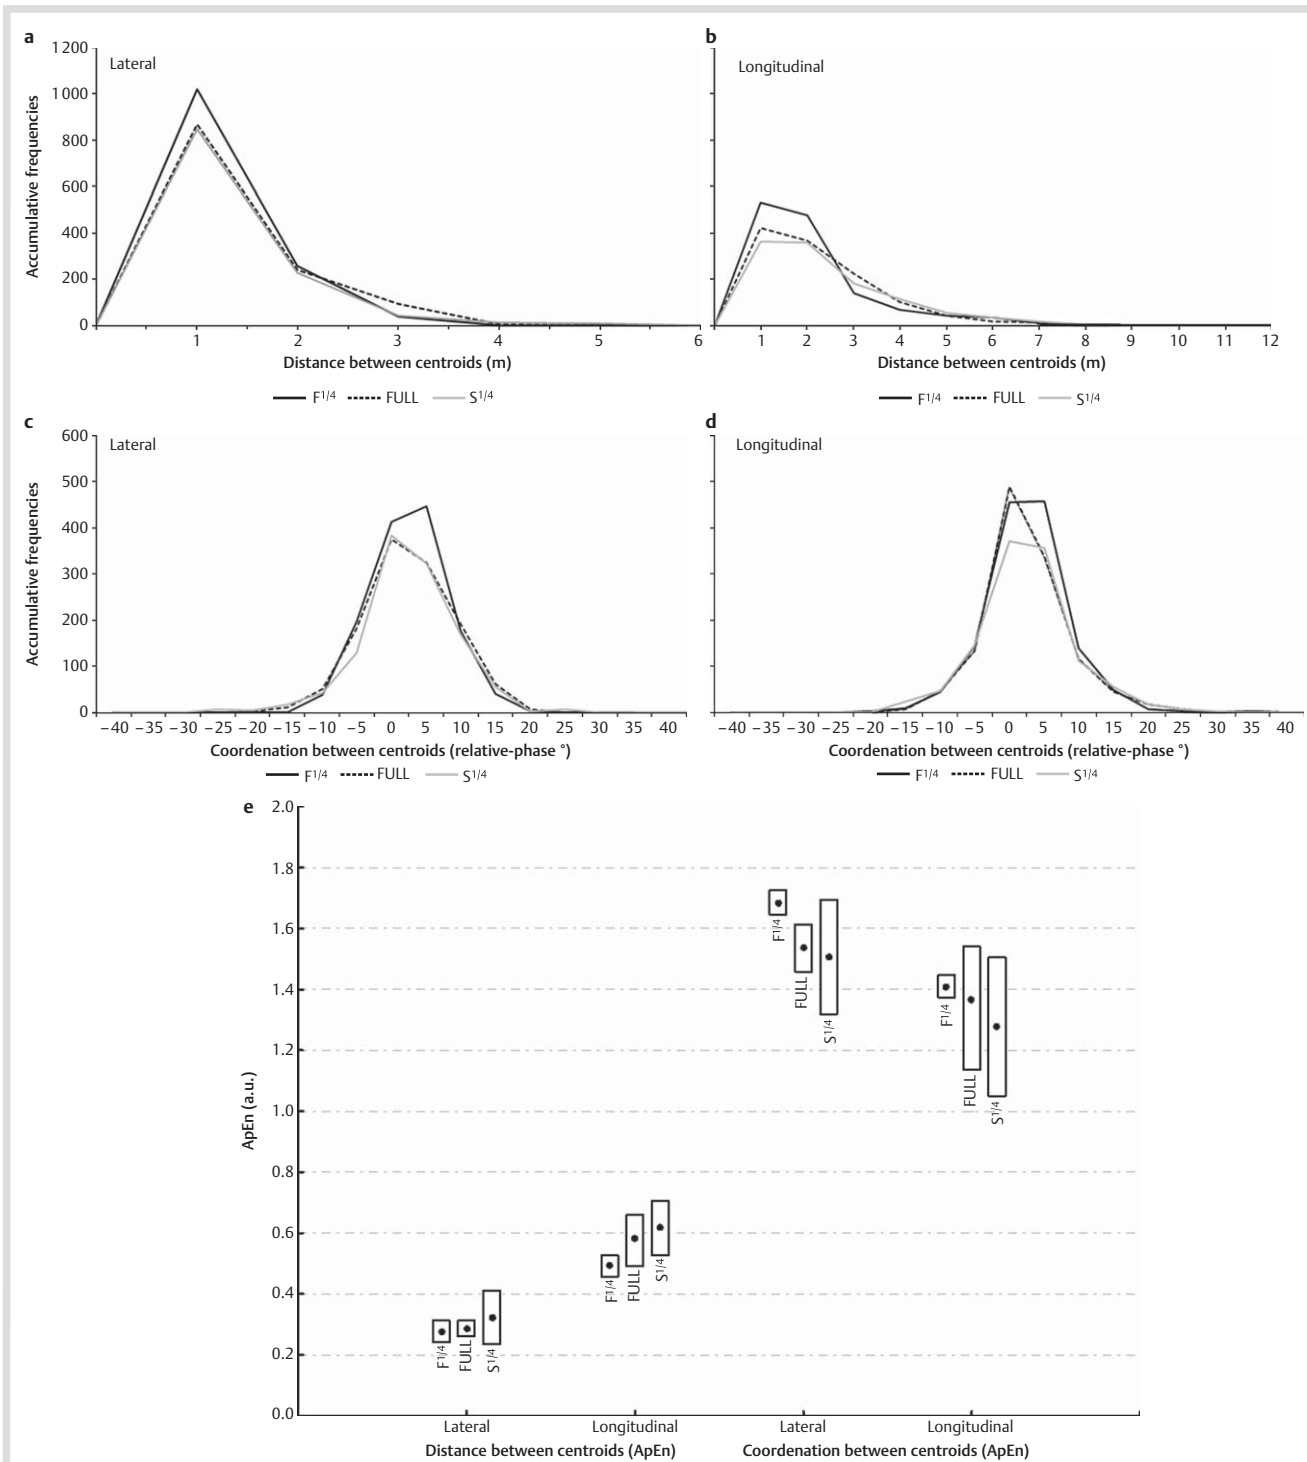 a
1200
Lateral
1000
800
600
400
200
0
Accumulative frequencies
1 2 3 4 5 6
Distance between centroids (m)
F1/4 FULL S1/4
b
Longitudinal
1 2 3 4 5 6 7 8 9 10 11 12
0
Distance between centroids (m)
F1/4 FULL S1/4
c
600
Lateral
500
400
300
200
100
0
Accumulative frequencies
−40 −35 −30 −25 −20 −15 −10 −5 0 5 10 15 20 25 30 35 40
Coordenation between centroids (relative-phase °)
F1/4 FULL S1/4
d
Longitudinal
−40 −35 −30 −25 −20 −15 −10 −5 0 5 10 15 20 25 30 35 40
Coordenation between centroids (relative-phase °)
F1/4 FULL S1/4
e
2.0
1.8
1.6
1.4
1.2
1.0
0.8
0.6
0.4
0.2
0.0
ApEn (a.u.)
F1/4
FULL
S1/4
F1/4
FULL
S1/4
F1/4
FULL
S1/4
F1/4
FULL
S1/4
Lateral Longitudinal Lateral Longitudinal
Distance between centroids (ApEn) Coordenation between centroids (ApEn)